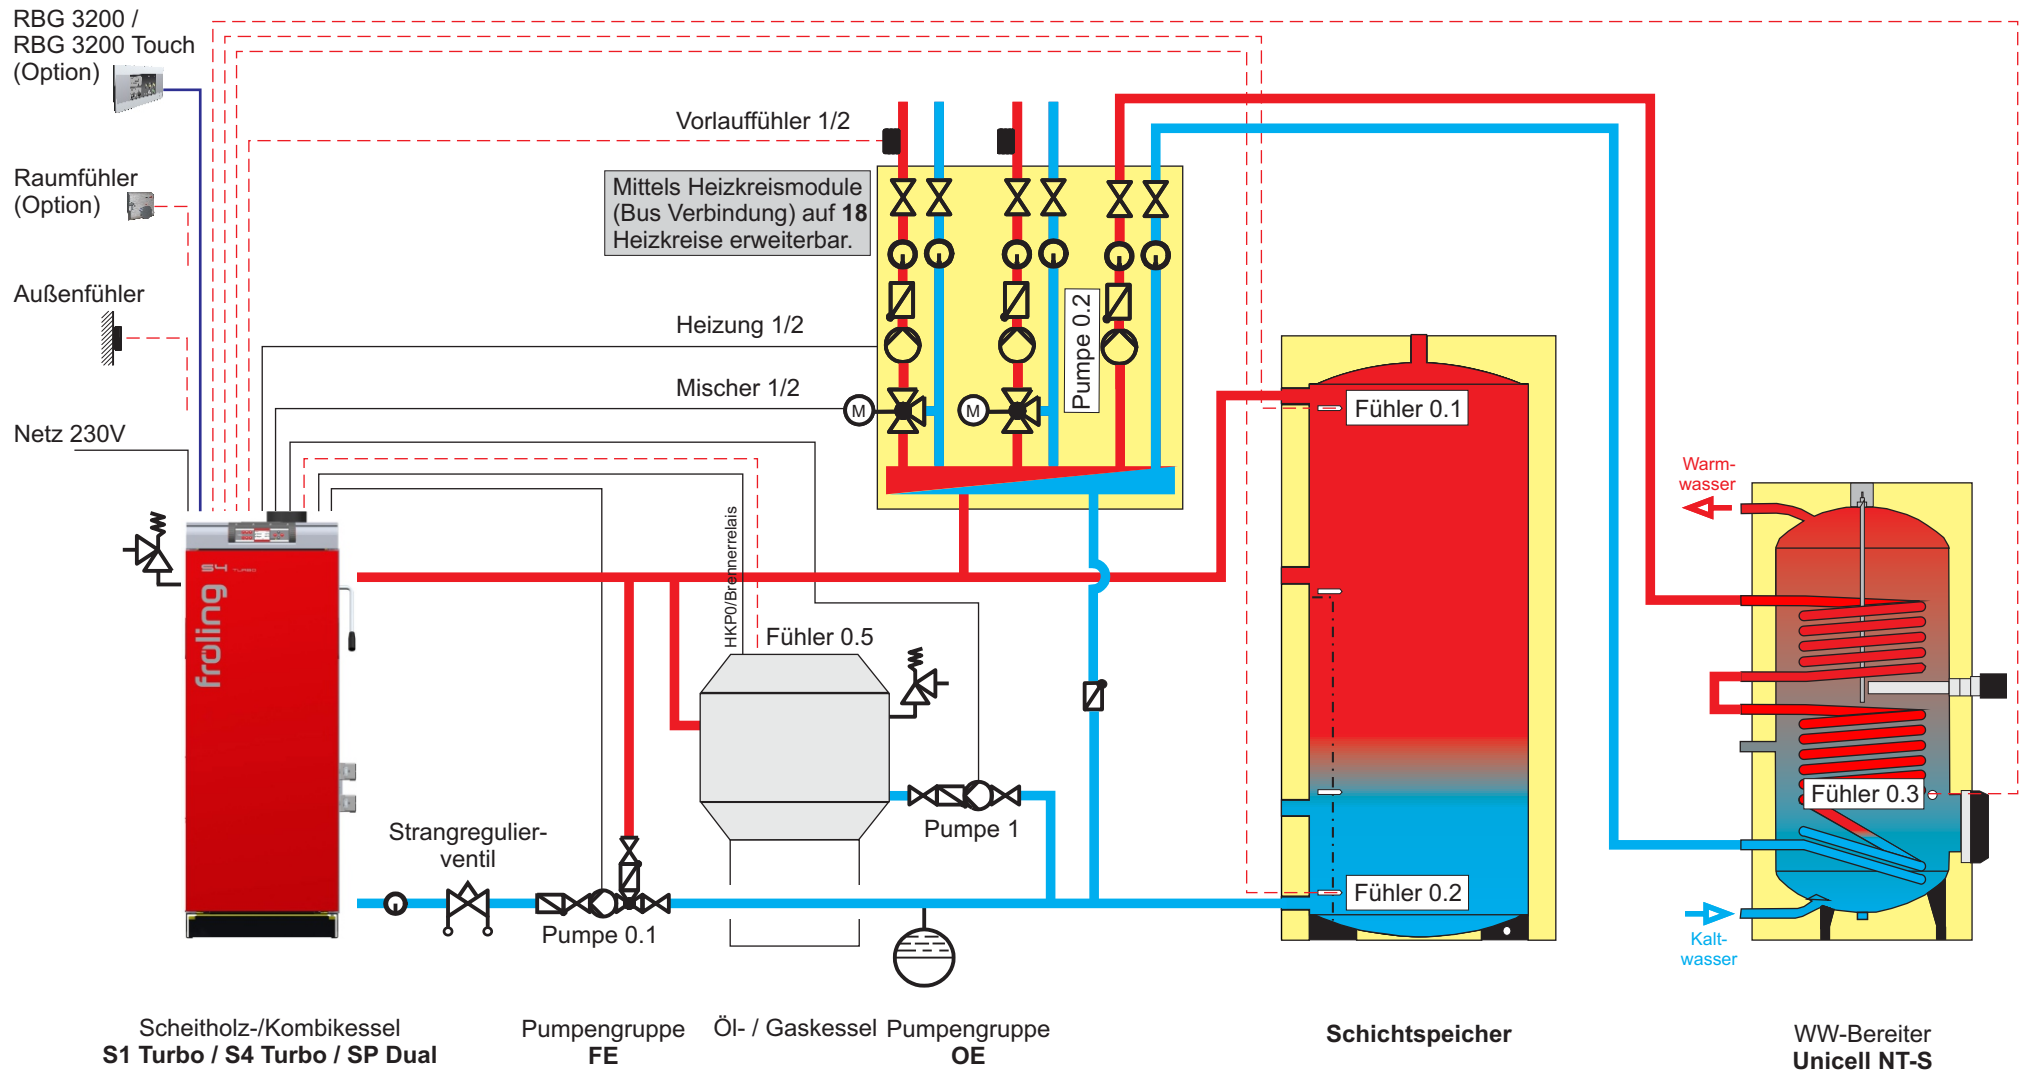 RBG 3200 /
RBG 3200 Touch
(Option)
Raumfühler
(Option)
Außenfühler
Netz 230V
Vorlauffühler 1/2
Mittels Heizkreismodule
(Bus Verbindung) auf 18
Heizkreise erweiterbar.
Heizung 1/2
Mischer 1/2
M
M
Pumpe 0.2
HKP0/Brennerrelais
Fühler 0.5
Fühler 0.1
Fühler 0.2
Fühler 0.3
Warm-
wasser
Kalt-
wasser
S4 TURBO
fröling
Strangregulier-
ventil
Pumpe 0.1
Pumpe 1
Scheitholz-/Kombikessel
S1 Turbo / S4 Turbo / SP Dual
Pumpengruppe
FE
Öl- / Gaskessel
Pumpengruppe
OE
Schichtspeicher
WW-Bereiter
Unicell NT-S